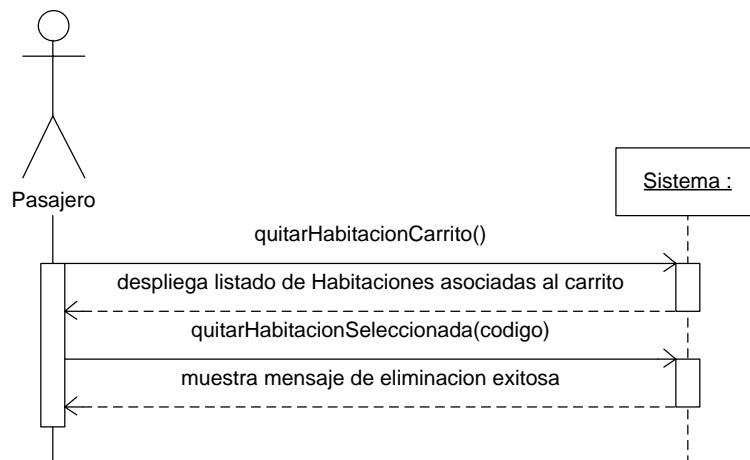 Pasajero
Sistema :
quitarHabitacionCarrito()
despliega listado de Habitaciones asociadas al carrito
quitarHabitacionSeleccionada(codigo)
muestra mensaje de eliminacion exitosa